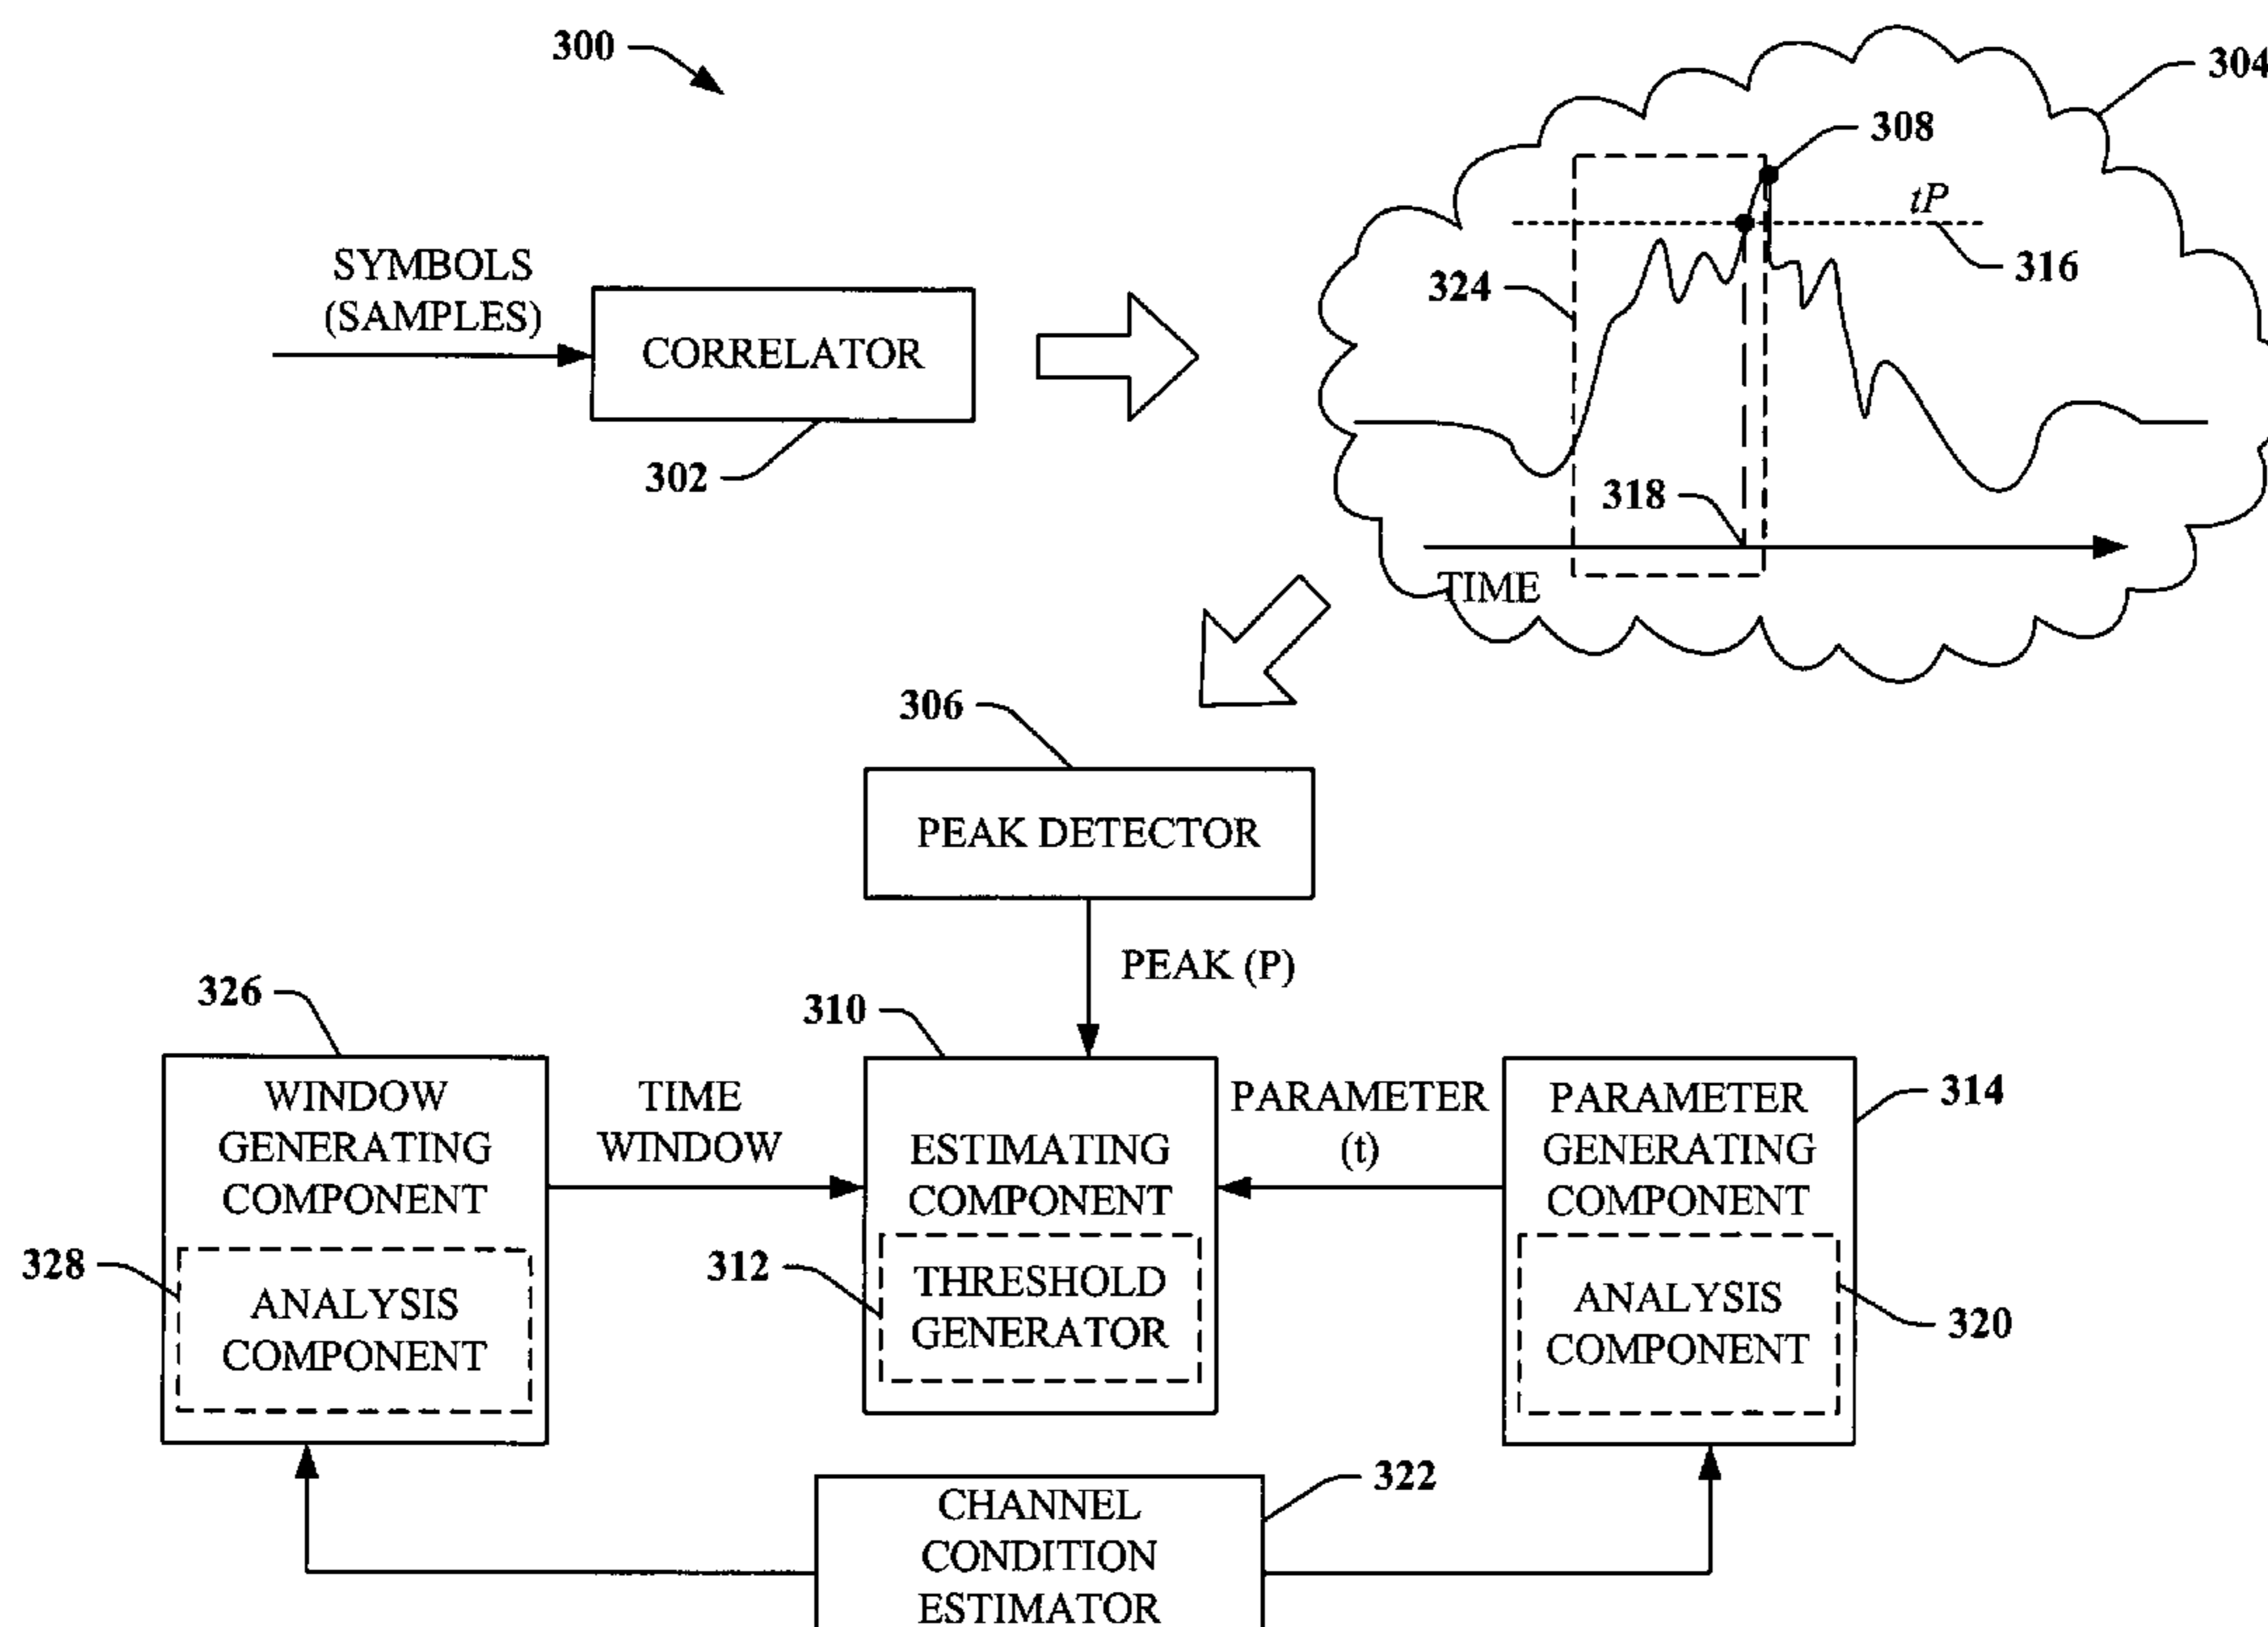 300
304
308
tP
316
324
318
TIME
SYMBOLS
(SAMPLES)
CORRELATOR
302
306
PEAK DETECTOR
PEAK (P)
326
310
314
WINDOW
GENERATING
COMPONENT
TIME
WINDOW
ESTIMATING
COMPONENT
PARAMETER
(t)
PARAMETER
GENERATING
COMPONENT
328
ANALYSIS
COMPONENT
312
THRESHOLD
GENERATOR
ANALYSIS
COMPONENT
320
322
CHANNEL
CONDITION
ESTIMATOR